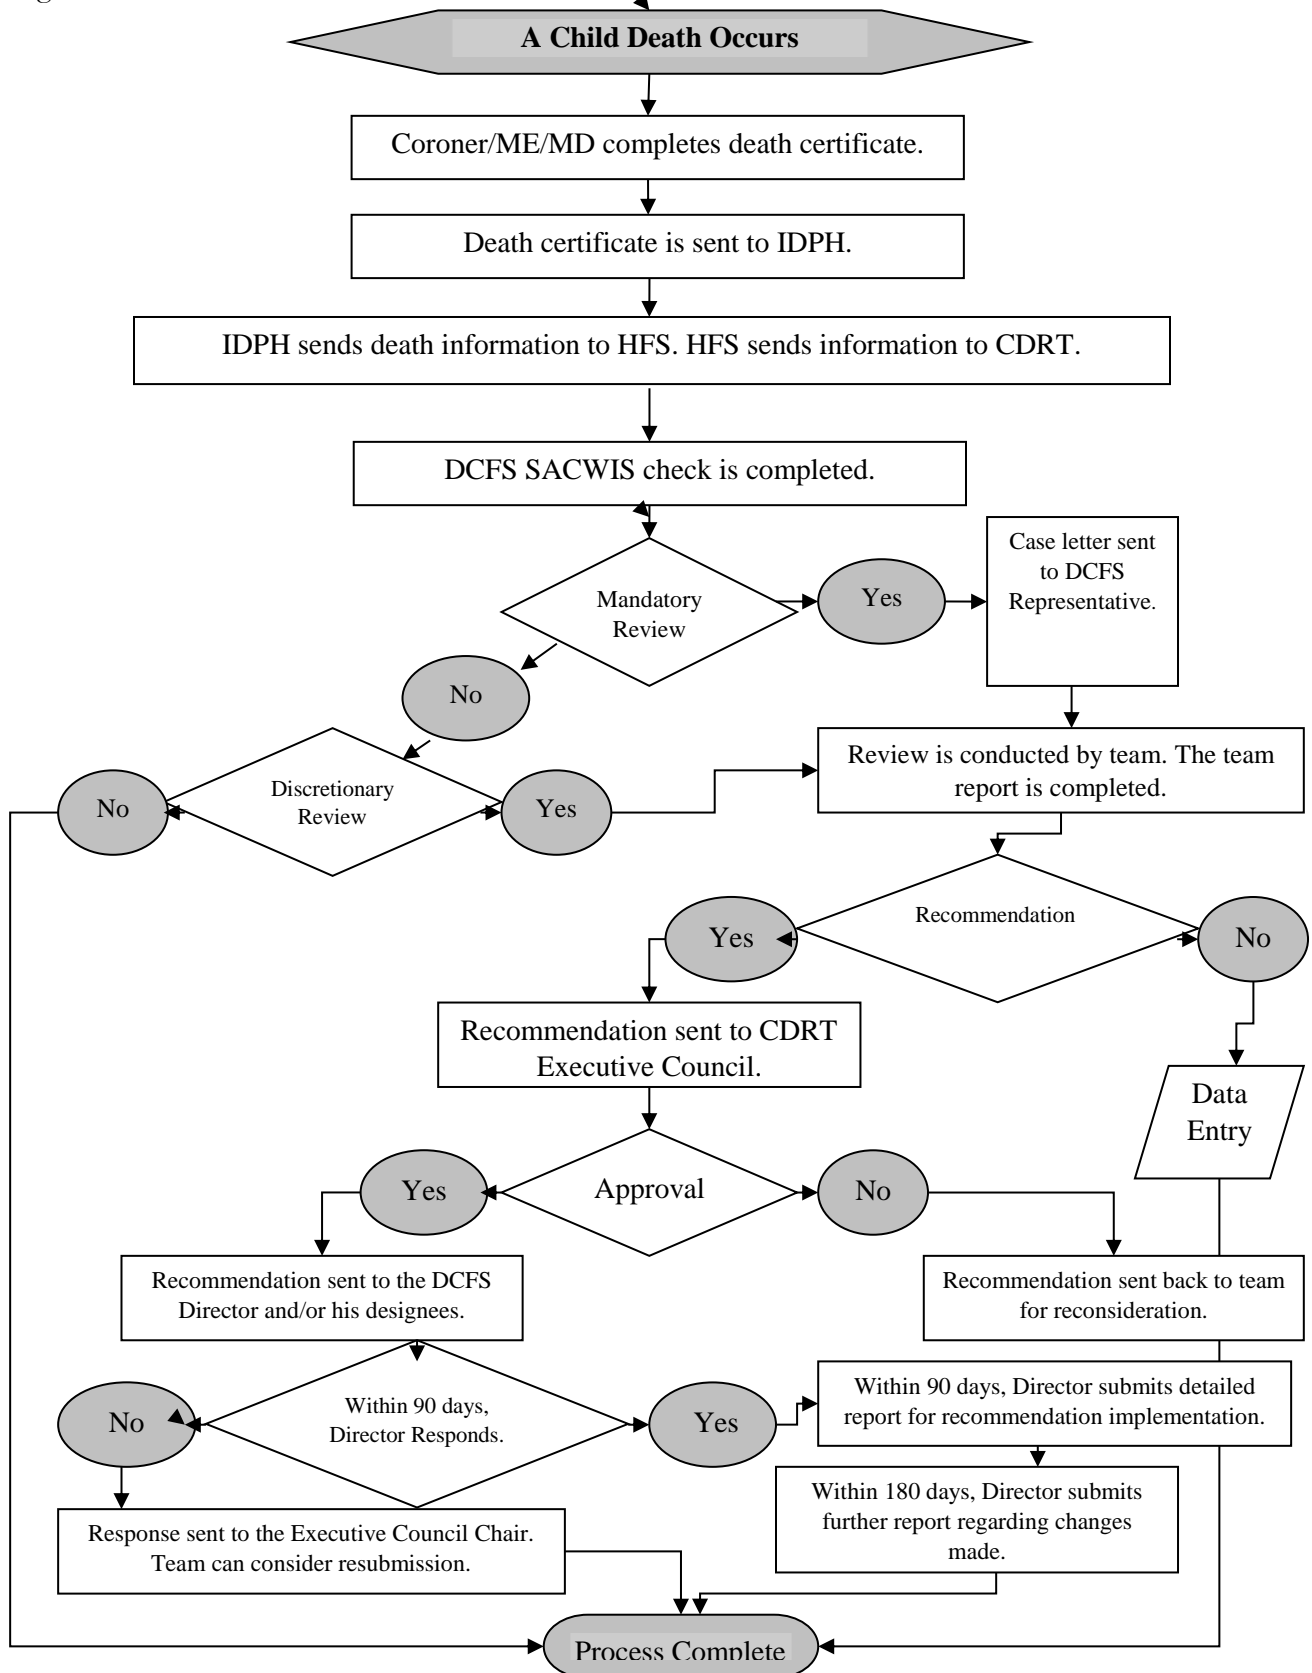 A Child Death Occurs
Coroner/ME/MD completes death certificate.
Death certificate is sent to IDPH.
IDPH sends death information to HFS. HFS sends information to CDRT.
DCFS SACWIS check is completed.
Case letter sent
to DCFS
Representative.
Mandatory
Review
Yes
No
Review is conducted by team. The team
report is completed.
No
Discretionary
Review
Yes
Recommendation
Yes
No
Recommendation sent to CDRT
Executive Council.
Data
Entry
Yes
Approval
No
Recommendation sent to the DCFS
Director and/or his designees.
Recommendation sent back to team
for reconsideration.
No
Within 90 days,
Director Responds.
Yes
Within 90 days, Director submits detailed
report for recommendation implementation.
Within 180 days, Director submits
further report regarding changes
made.
Response sent to the Executive Council Chair.
Team can consider resubmission.
Process Complete